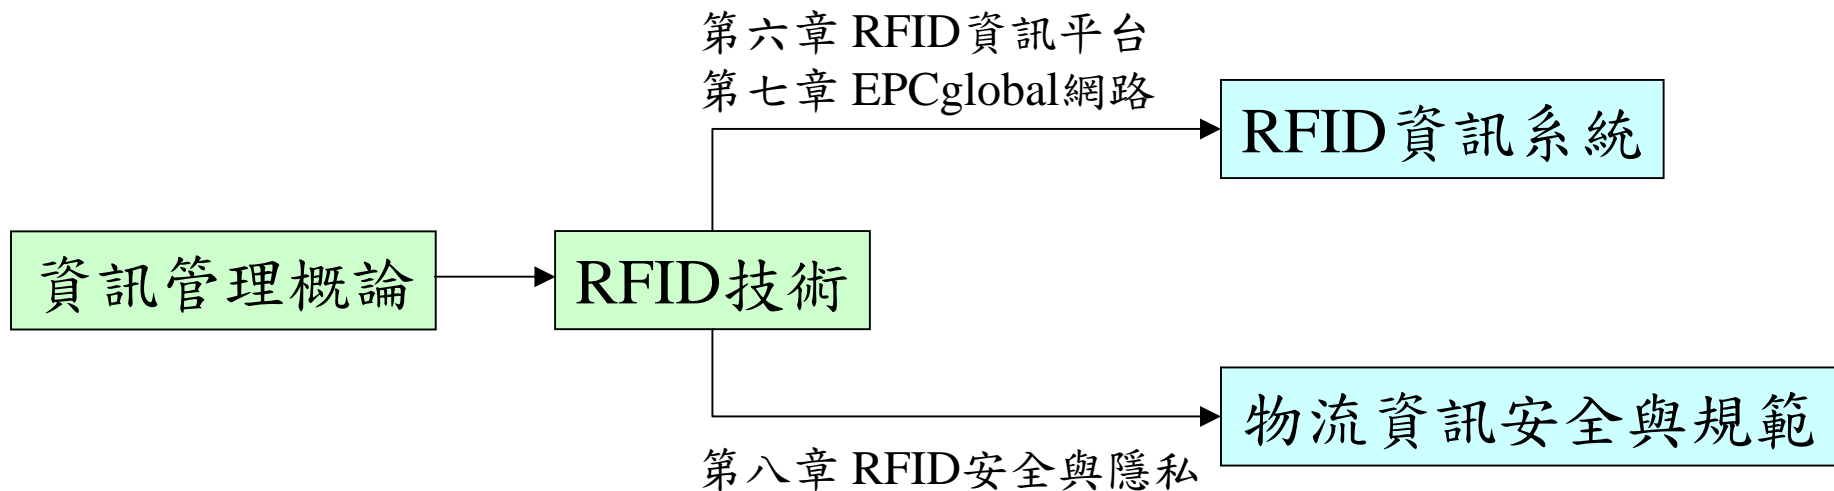 第六章 RFID資訊平台
第七章 EPCglobal網路
RFID資訊系統
資訊管理概論
RFID技術
物流資訊安全與規範
第八章 RFID安全與隱私